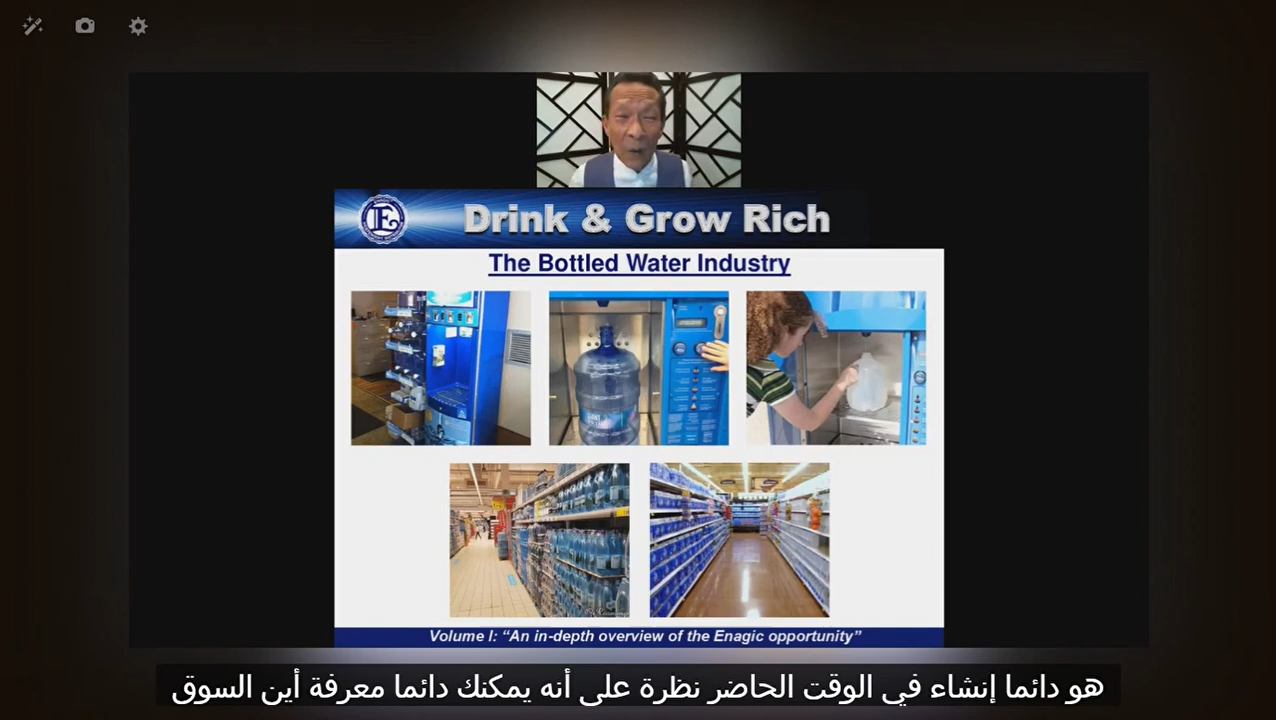 Drink & Grow Rich
The Bottled Water Industry
Volume I: “An in-depth overview of the Enagic opportunity”
هو دائما إنشاء في الوقت الحاضر نظرة على أنه يمكنك دائما معرفة أين السوق